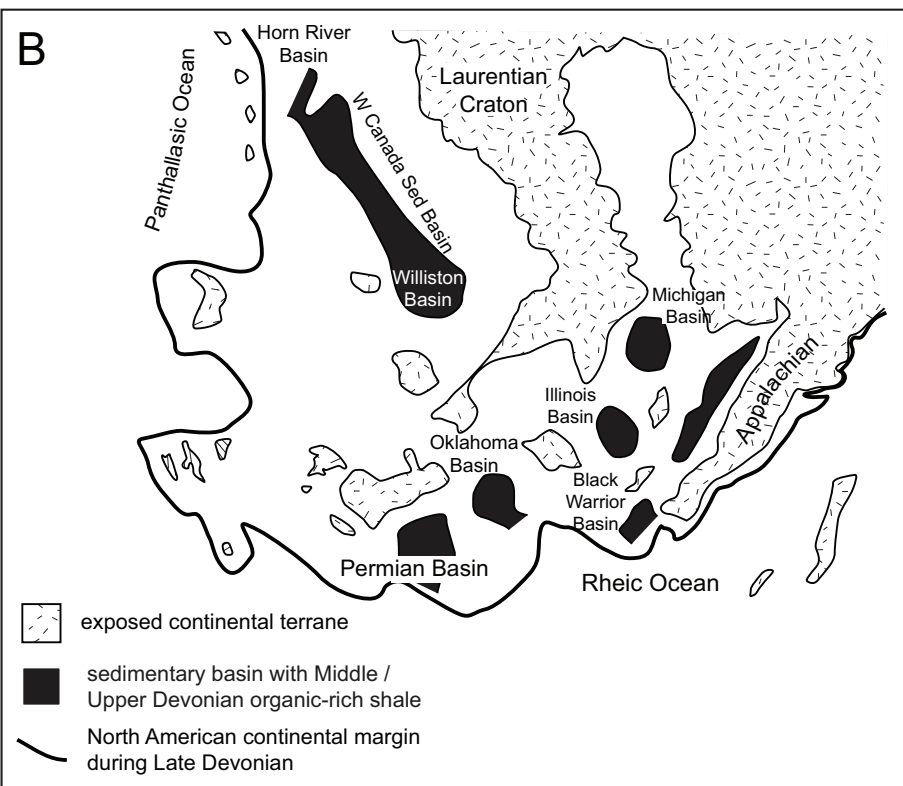 B
Horn River
Basin
Panthallasic Ocean
W Canada Sed Basin
Laurentian
Craton
Williston
Basin
Michigan
Basin
Appalachian
Illinois
Basin
Oklahoma
Basin
Black
Warrior
Basin
Permian Basin
Rheic Ocean
exposed continental terrane
sedimentary basin with Middle /
Upper Devonian organic-rich shale
North American continental margin
during Late Devonian